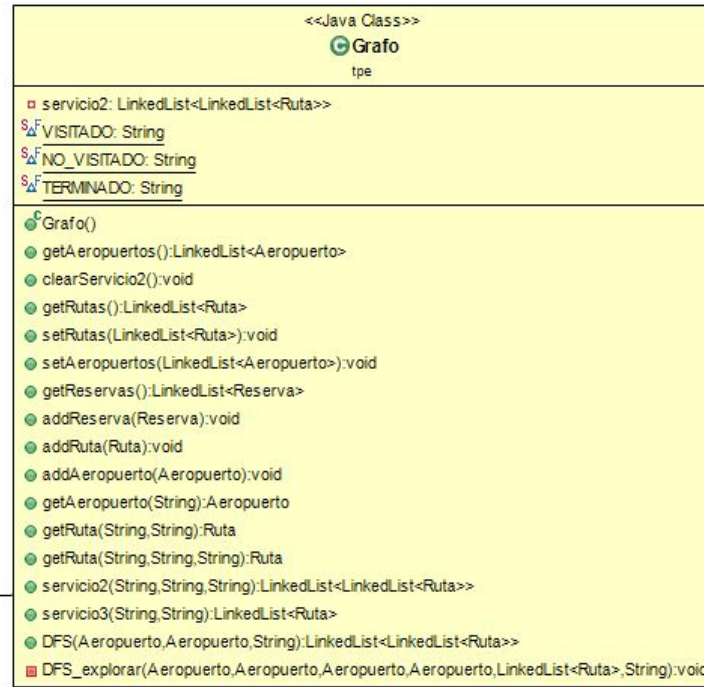 <<Java Class>>
C Grafo
tpe
servicio2: LinkedList<LinkedList<Ruta>>
SF VISITADO: String
SF NO_VISITADO: String
SF TERMINADO: String
C Grafo()
getAeropuertos():LinkedList<Aeropuerto>
clearServicio2():void
getRutas():LinkedList<Ruta>
setRutas(LinkedList<Ruta>):void
setAeropuertos(LinkedList<Aeropuerto>):void
getReservas():LinkedList<Reserva>
addReserva(Reserva):void
addRuta(Ruta):void
addAeropuerto(Aeropuerto):void
getAeropuerto(String):Aeropuerto
getRuta(String,String):Ruta
getRuta(String,String,String):Ruta
servicio2(String,String,String):LinkedList<LinkedList<Ruta>>
servicio3(String,String):LinkedList<Ruta>
DFS(Aeropuerto,Aeropuerto,String):LinkedList<LinkedList<Ruta>>
DFS_explorar(Aeropuerto,Aeropuerto,Aeropuerto,Aeropuerto,LinkedList<Ruta>,String):void